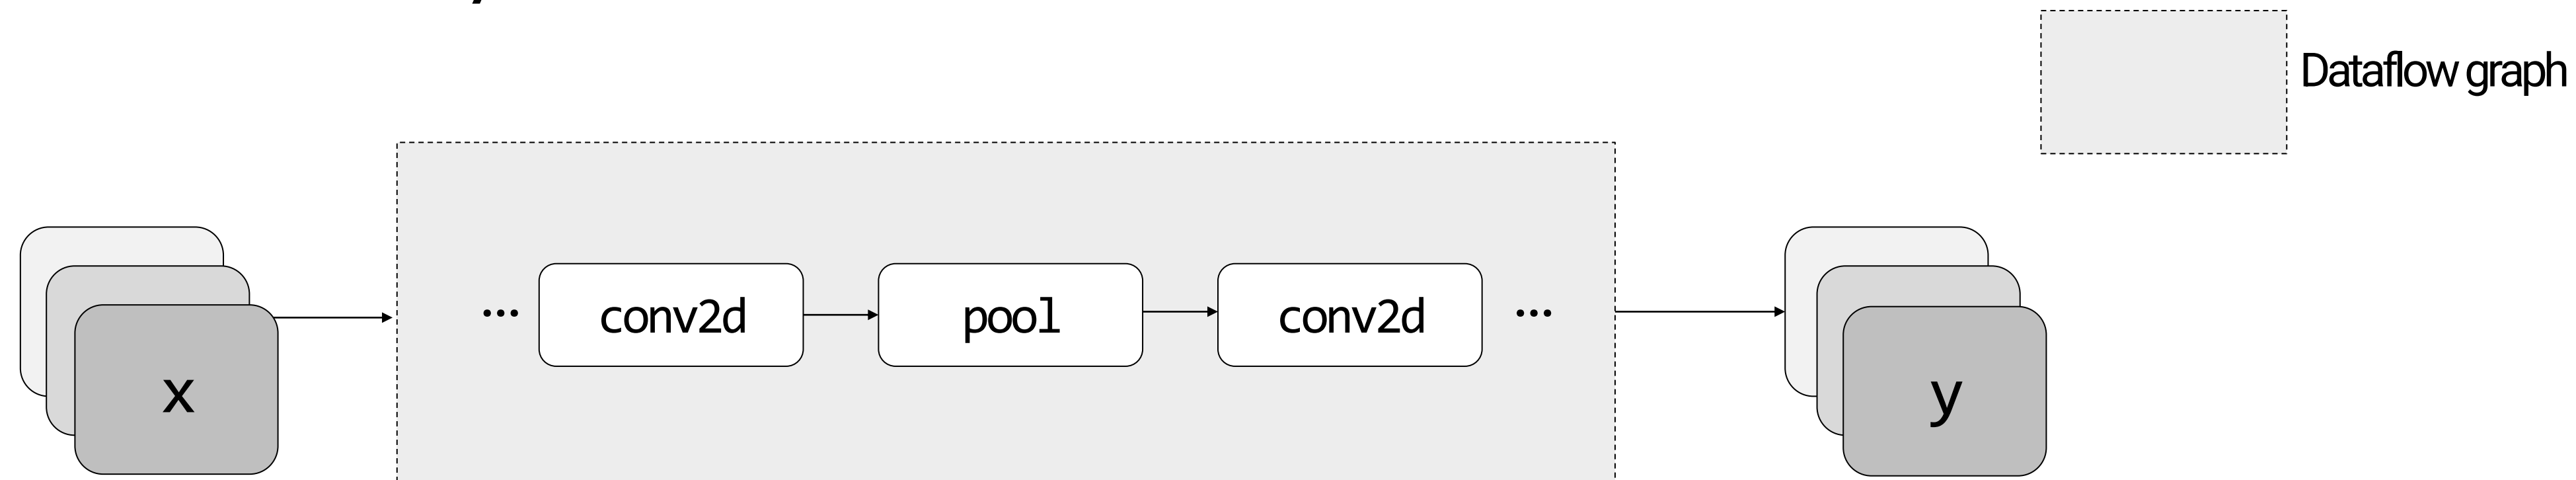 Dataflow graph
... conv2d pool conv2d ...
x
y